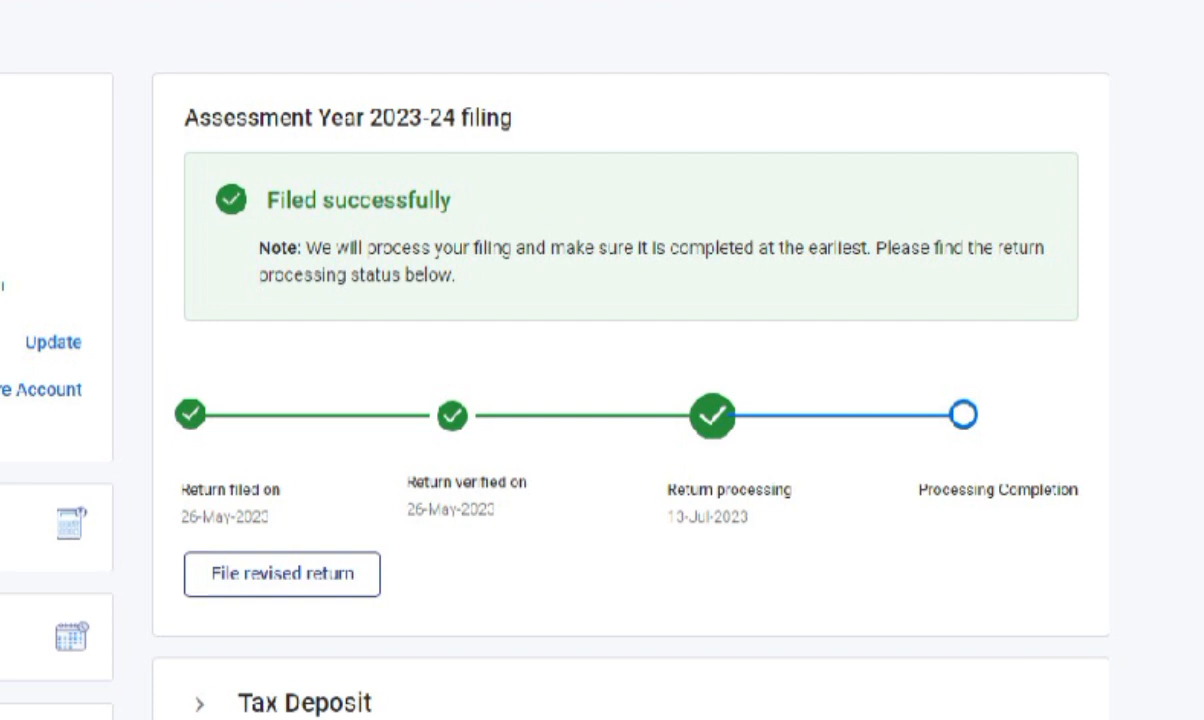 Update
re Account
Assessment Year 2023-24 filing
Filed successfully
Note: We will process your filing and make sure it is completed at the earliest. Please find the return
processing status below.
Return filed on
26-May-2023
Return verified on
26-May-2023
Return processing
13-Jul-2023
Processing Completion
File revised return
Tax Deposit